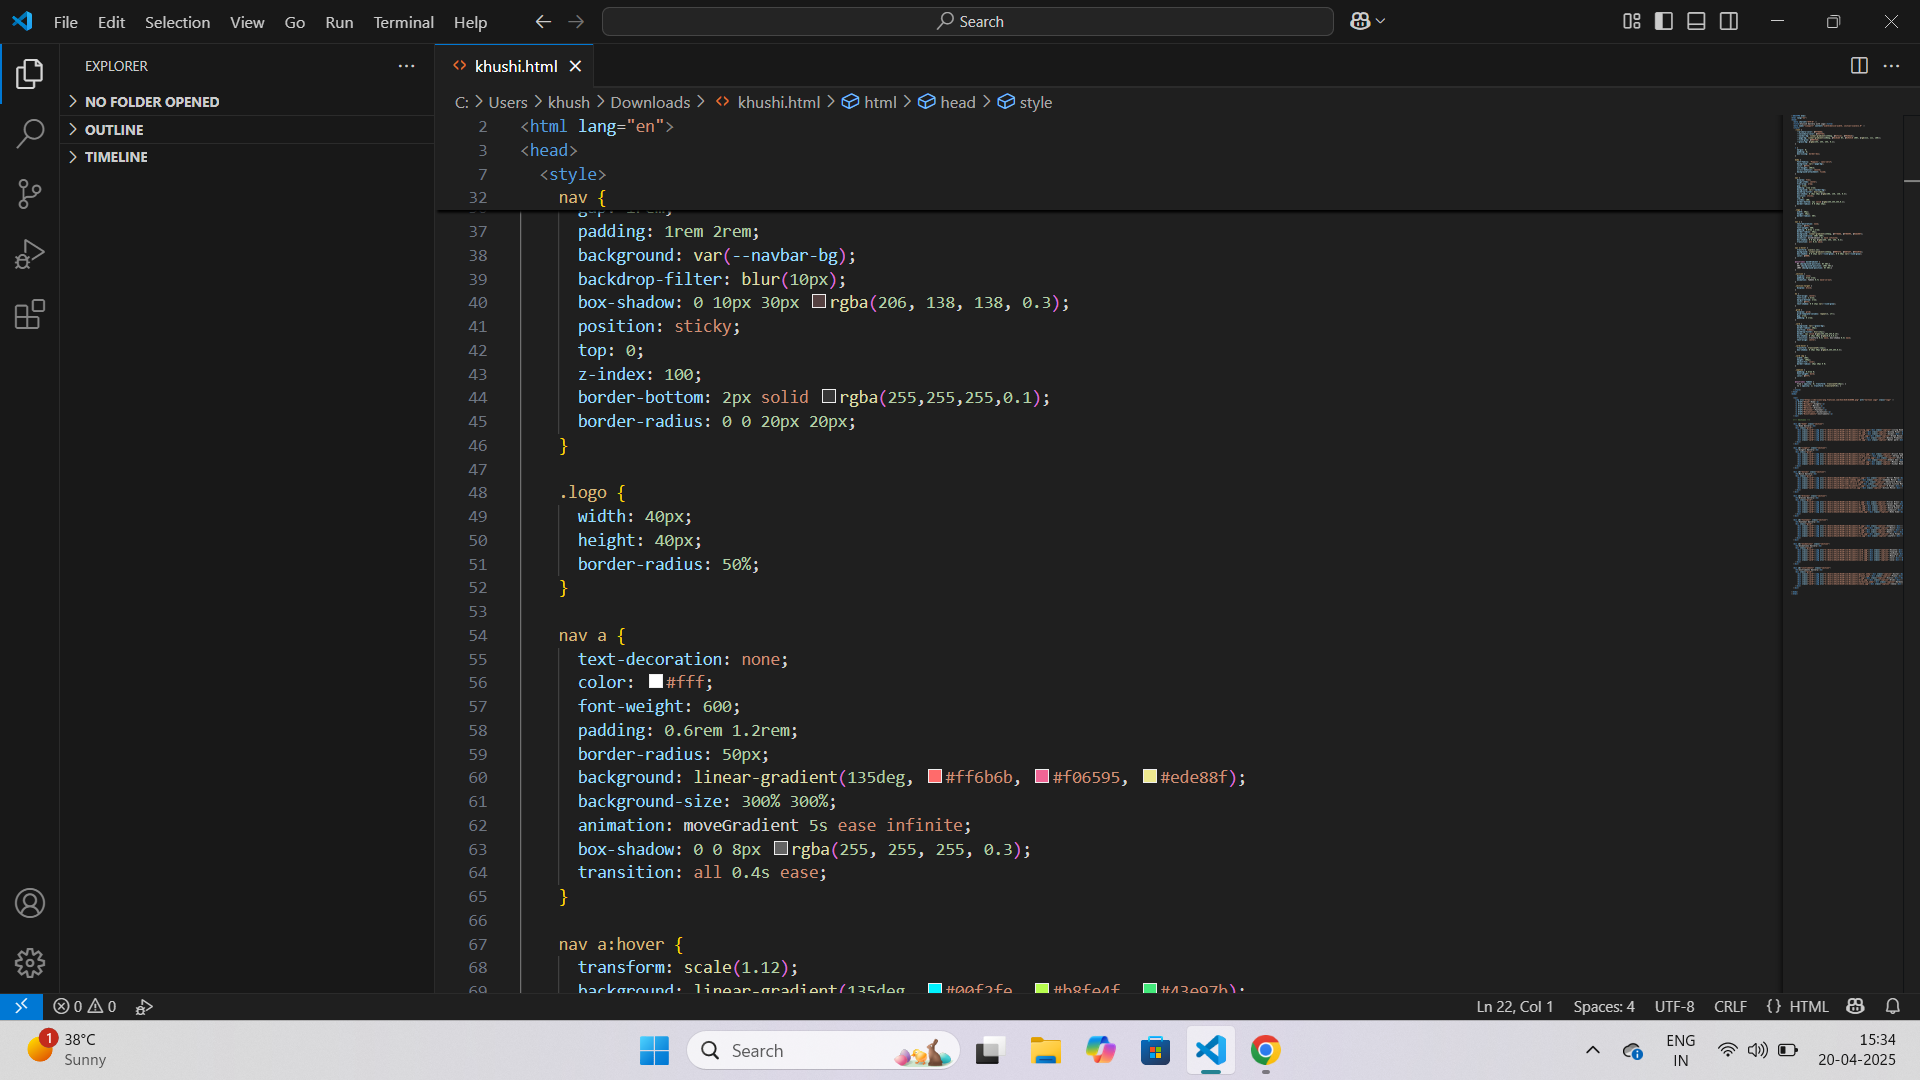 File Edit Selection View Go Run Terminal Help
Search
EXPLORER
NO FOLDER OPENED
OUTLINE
TIMELINE
khushi.html
C: > Users > khush > Downloads > khushi.html > html > head > style
2 <html lang="en">
3 <head>
7 <style>
32 nav {
37 padding: 1rem 2rem;
38 background: var(--navbar-bg);
39 backdrop-filter: blur(10px);
40 box-shadow: 0 10px 30px rgba(206, 138, 138, 0.3);
41 position: sticky;
42 top: 0;
43 z-index: 100;
44 border-bottom: 2px solid rgba(255,255,255,0.1);
45 border-radius: 0 0 20px 20px;
46 }
47
48 .logo {
49 width: 40px;
50 height: 40px;
51 border-radius: 50%;
52 }
53
54 nav a {
55 text-decoration: none;
56 color: #fff;
57 font-weight: 600;
58 padding: 0.6rem 1.2rem;
59 border-radius: 50px;
60 background: linear-gradient(135deg, #ff6b6b, #f06595, #ede88f);
61 background-size: 300% 300%;
62 animation: moveGradient 5s ease infinite;
63 box-shadow: 0 0 8px rgba(255, 255, 255, 0.3);
64 transition: all 0.4s ease;
65 }
66
67 nav a:hover {
68 transform: scale(1.12);
69 background: linear-gradient(135deg, #00f2fe, #b8fe4f, #43e97b);
0 0
Ln 22, Col 1 Spaces: 4 UTF-8 CRLF {} HTML
1
38°C
Sunny
Search
ENG
IN
15:34
20-04-2025